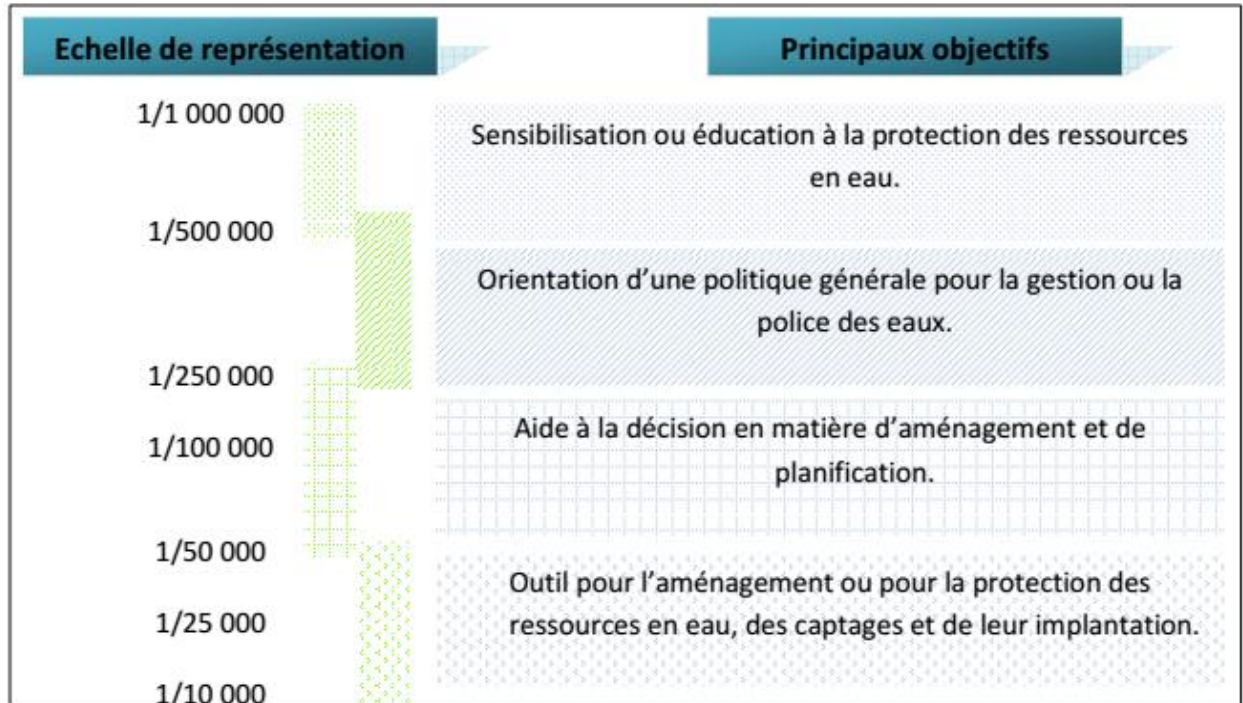 Echelle de représentation
Principaux objectifs
1/1 000 000
Sensibilisation ou éducation à la protection des ressources
en eau.
1/500 000
Orientation d’une politique générale pour la gestion ou la
police des eaux.
1/250 000
Aide à la décision en matière d’aménagement et de
planification.
1/100 000
1/50 000
Outil pour l’aménagement ou pour la protection des
ressources en eau, des captages et de leur implantation.
1/25 000
1/10 000